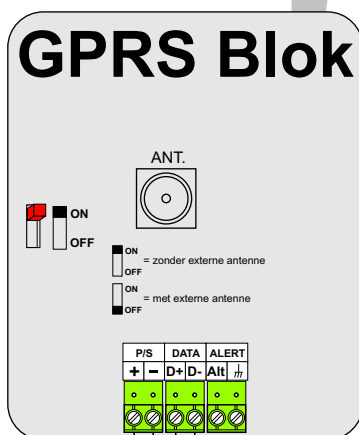 GPRS Blok
ANT.
ON
OFF
ON
= zonder externe antenne
OFF
ON
= met externe antenne
OFF
P/S DATA ALERT
+ - D+ D- Alt